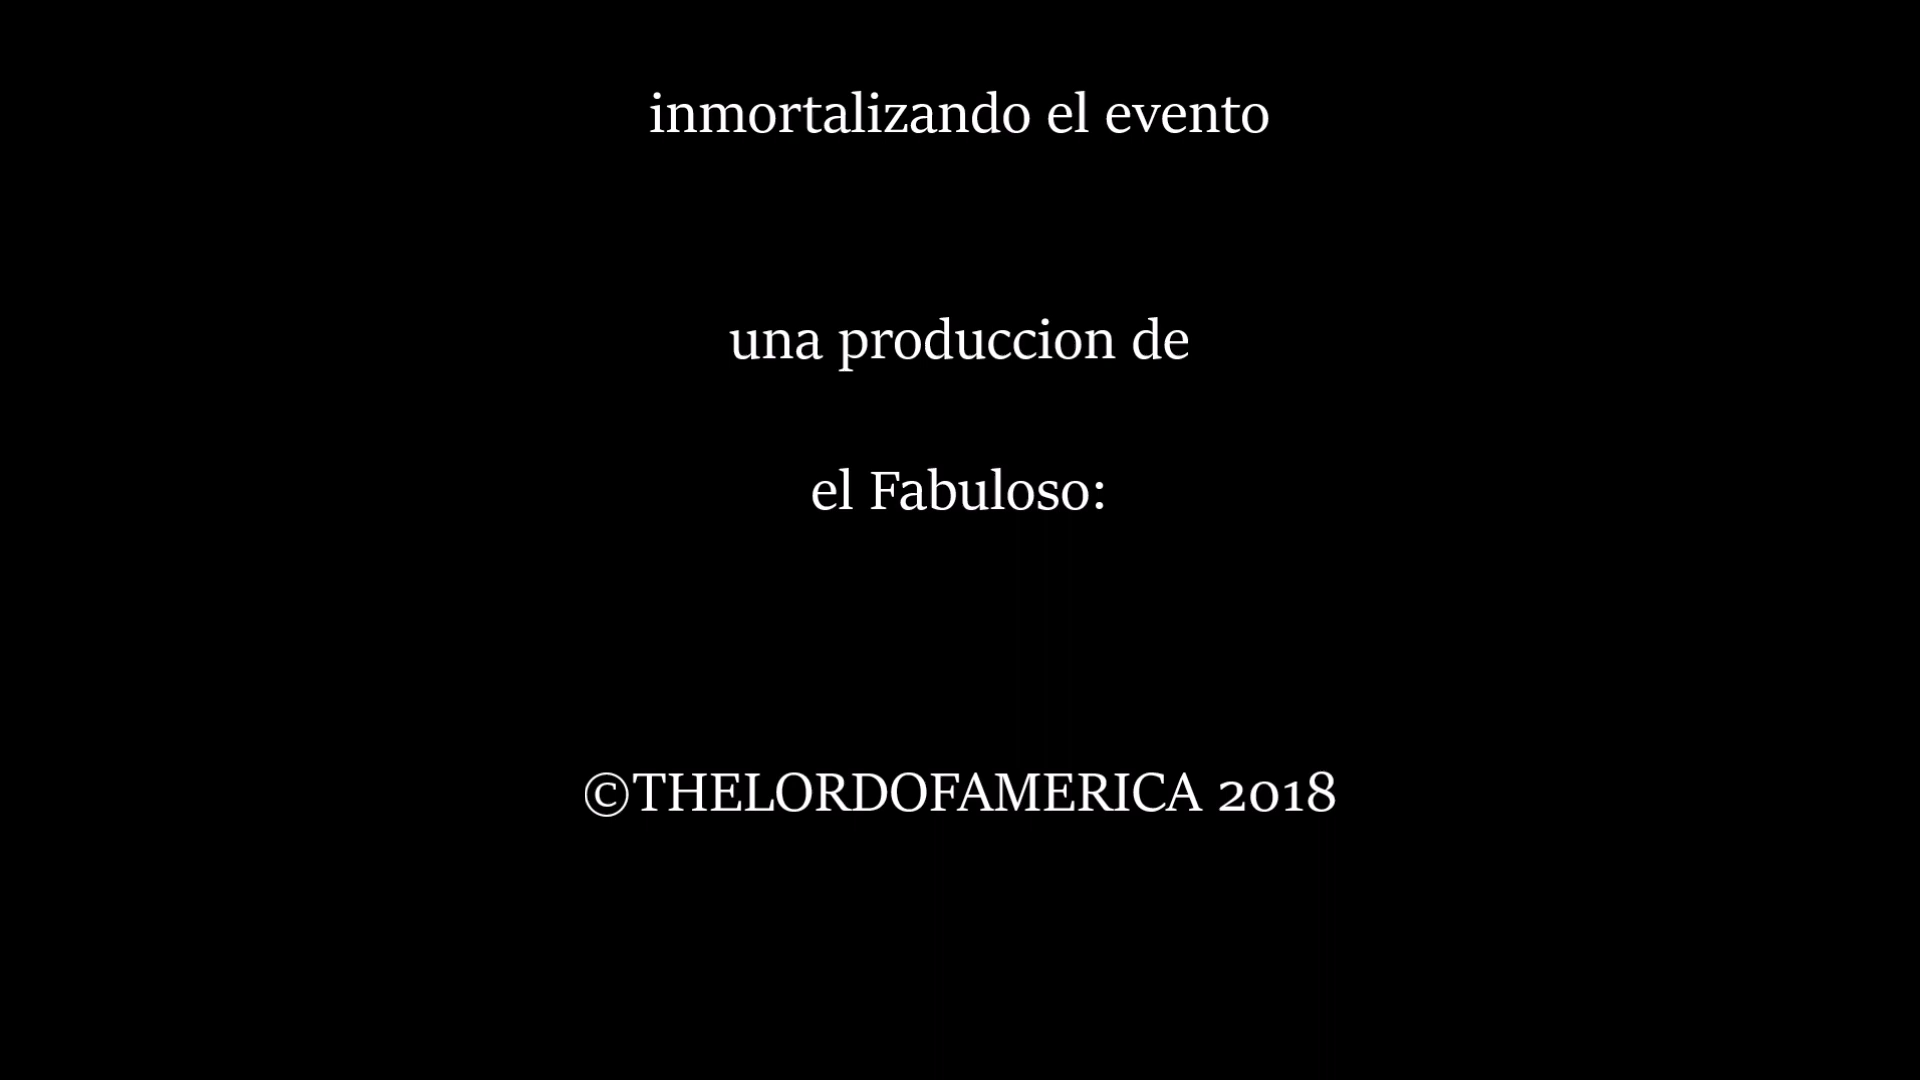 inmortalizando el evento
una produccion de
el Fabuloso:
©THELORDOFAMERICA 2018